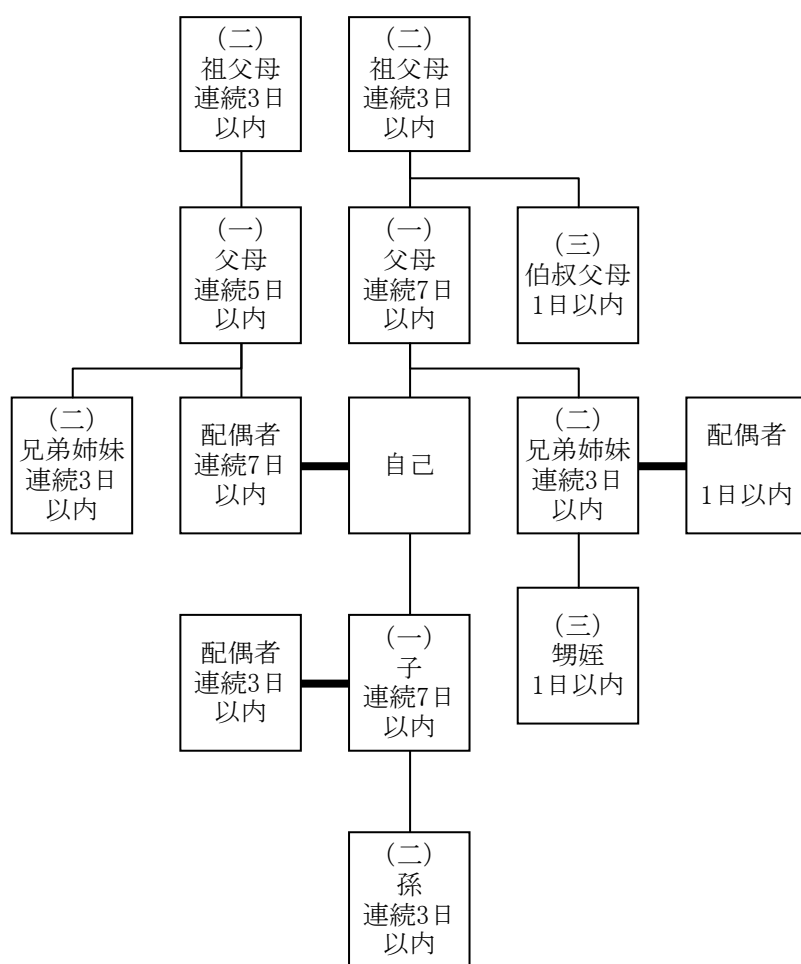 (二)
祖父母
連続3日
以内
(二)
祖父母
連続3日
以内
(一)
父母
連続5日
以内
(一)
父母
連続7日
以内
(三)
伯叔父母
1日以内
(二)
兄弟姉妹
連続3日
以内
配偶者
連続7日
以内
自己
(二)
兄弟姉妹
連続3日
以内
配偶者
1日以内
配偶者
連続3日
以内
(一)
子
連続7日
以内
(三)
甥姪
1日以内
(二)
孫
連続3日
以内